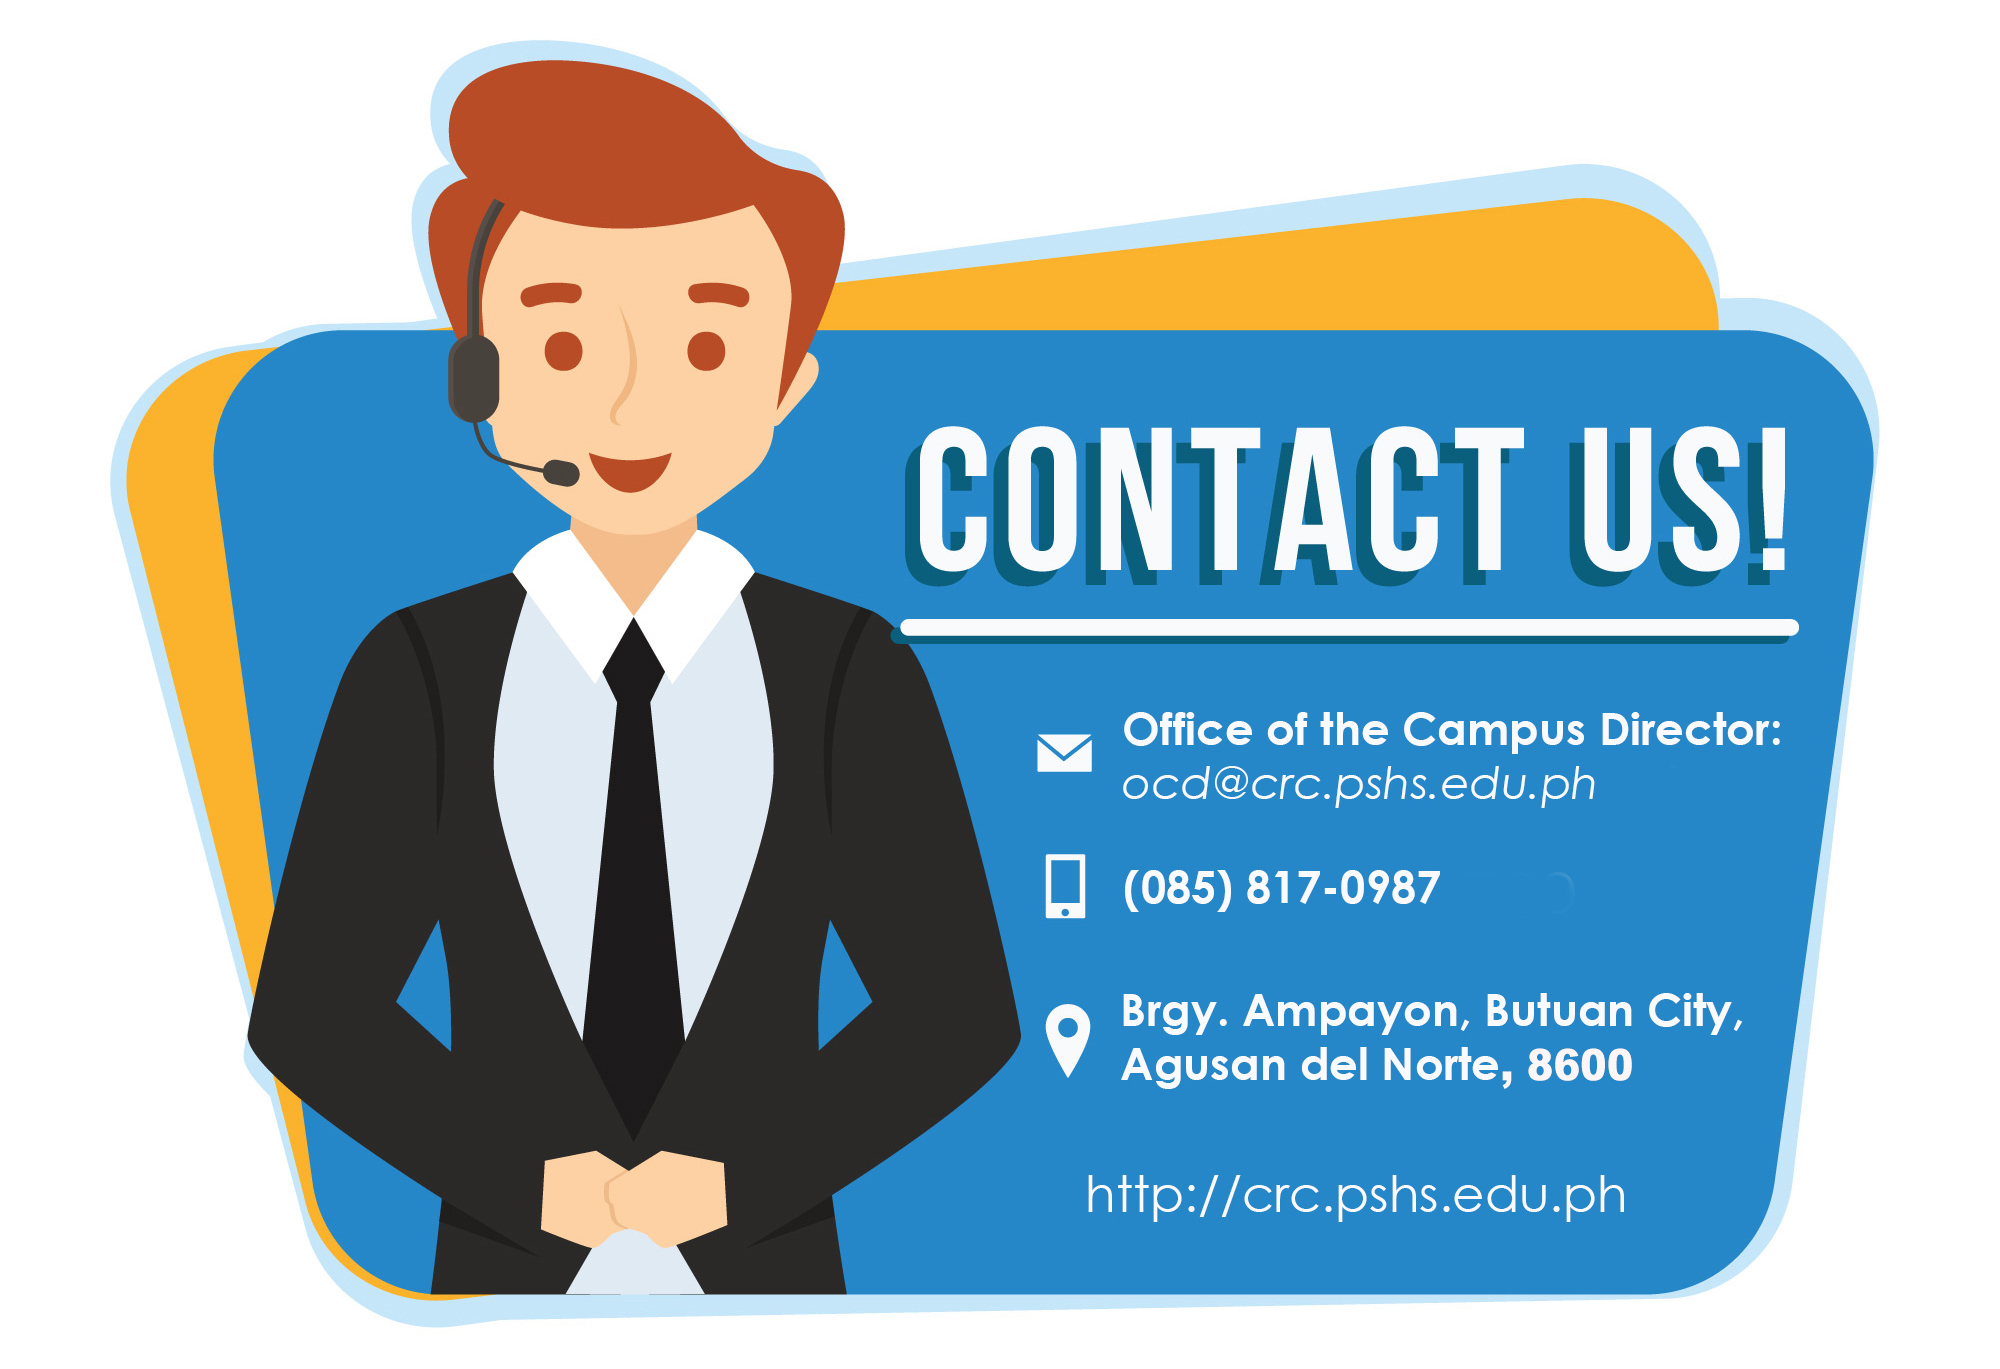 CONTACT US!
Office of the Campus Director:
ocd@crc.pshs.edu.ph
(085) 817-0987
Brgy. Ampayon, Butuan City,
Agusan del Norte, 8600
http://crc.pshs.edu.ph